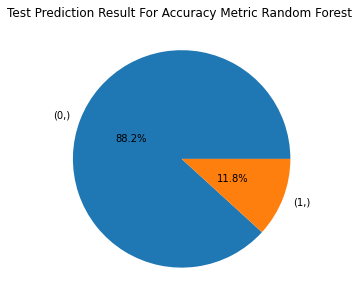 Test Prediction Result For Accuracy Metric Random Forest
(0,)
88.2%
11.8%
(1,)